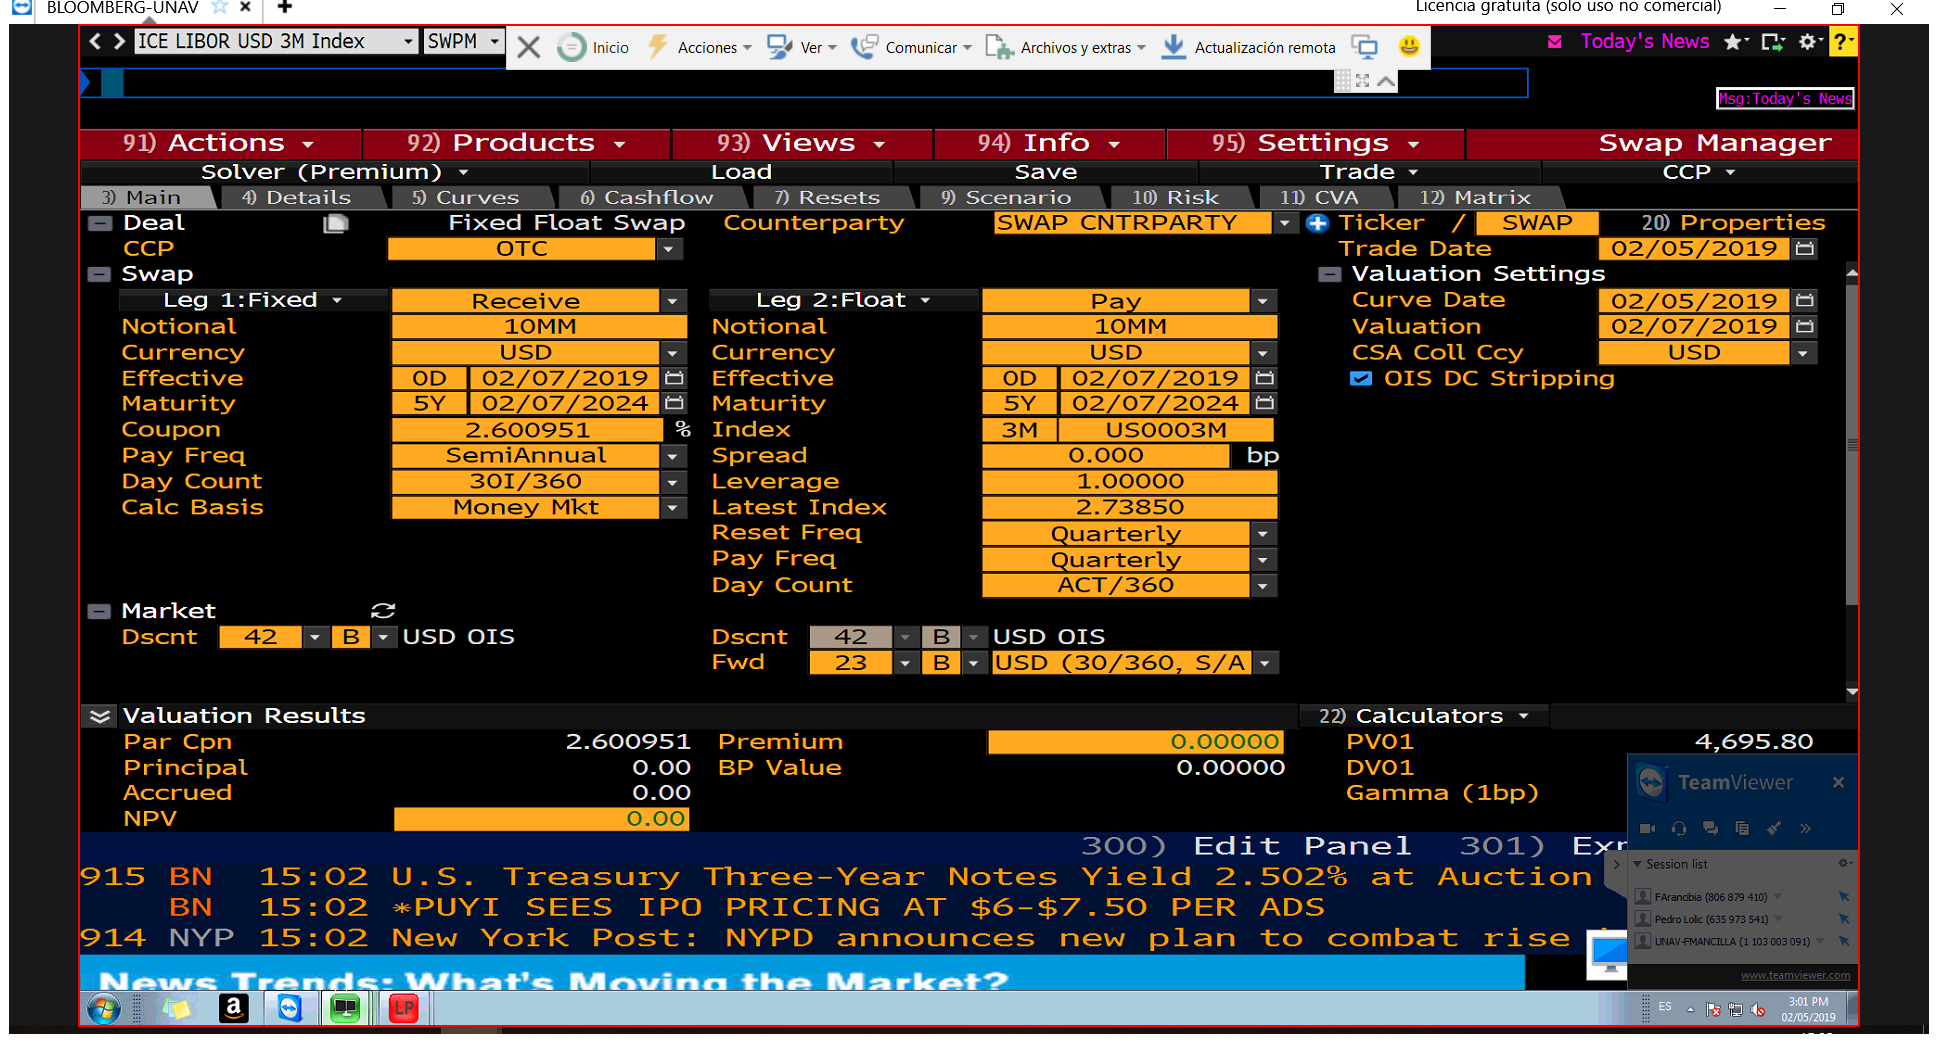 BLOOMBERG-UNAV
Licencia gratuita (solo uso no comercial)
ICE LIBOR USD 3M Index SWPM
Inicio Acciones Ver Comunicar Archivos y extras Actualización remota
Today's News
Msg:Today's News
91) Actions 92) Products 93) Views 94) Info 95) Settings Swap Manager
Solver (Premium) Load Save Trade CCP
3) Main 4) Details 5) Curves 6) Cashflow 7) Resets 9) Scenario 10) Risk 11) CVA 12) Matrix
Deal Fixed Float Swap Counterparty SWAP CNTRPARTY Ticker / SWAP 20) Properties
CCP OTC Trade Date 02/05/2019
Swap Valuation Settings
Leg 1:Fixed Receive Leg 2:Float Pay Curve Date 02/05/2019
Notional 10MM Notional 10MM Valuation 02/07/2019
Currency USD Currency USD CSA Coll Ccy USD
Effective 0D 02/07/2019 Effective 0D 02/07/2019 OIS DC Stripping
Maturity 5Y 02/07/2024 Maturity 5Y 02/07/2024
Coupon 2.600951 % Index 3M US0003M
Pay Freq SemiAnnual Spread 0.000 bp
Day Count 30I/360 Leverage 1.00000
Calc Basis Money Mkt Latest Index 2.73850
Reset Freq Quarterly
Pay Freq Quarterly
Day Count ACT/360
Market
Dscnt 42 B USD OIS Dscnt 42 B USD OIS
Fwd 23 B USD (30/360, S/A
Valuation Results 22) Calculators
Par Cpn 2.600951 Premium 0.00000 PV01 4,695.80
Principal 0.00 BP Value 0.00000 DV01
Accrued 0.00 Gamma (1bp)
NPV 0.00
TeamViewer
300) Edit Panel 301)
Session list
FArancibia (806 879 410)
Pedro Lolic (635 973 541)
UNAV-FMANCILLA (1 103 003 091)
www.teamviewer.com
915 BN 15:02 U.S. Treasury Three-Year Notes Yield 2.502% at Auction
BN 15:02 *PUYI SEES IPO PRICING AT $6-$7.50 PER ADS
914 NYP 15:02 New York Post: NYPD announces new plan to combat rise
News Trends: What's Moving the Market?
a LP ES 3:01 PM
02/05/2019